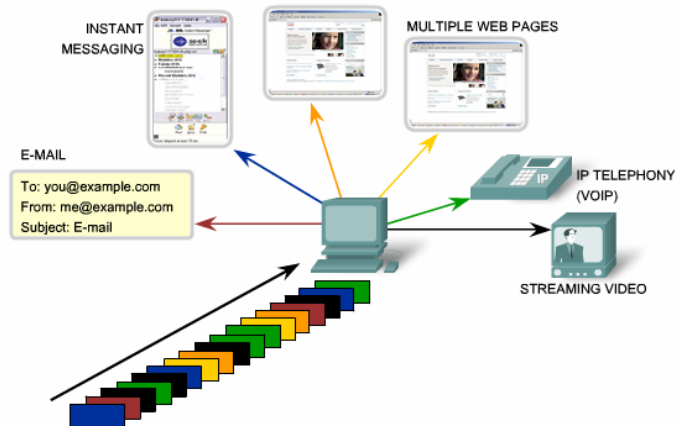 INSTANT
MESSAGING
MULTIPLE WEB PAGES
E-MAIL
To: you@example.com
From: me@example.com
Subject: E-mail
IP
IP TELEPHONY
(VOIP)
STREAMING VIDEO